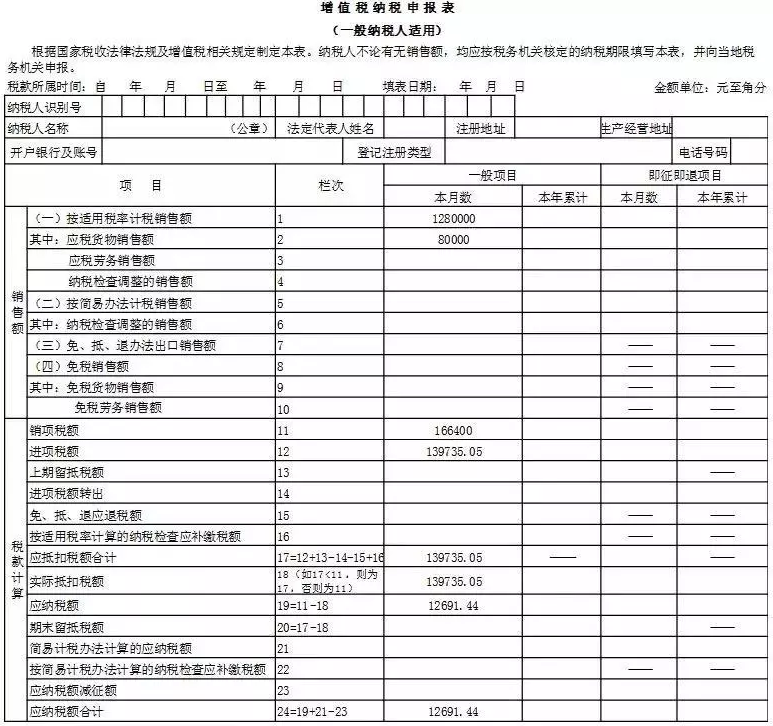 增值税纳税申报表
（一般纳税人适用）
根据国家税收法律法规及增值税相关规定制定本表。纳税人不论有无销售额，均应按税务机关核定的纳税期限填写本表，并向当地税
务机关申报。
税款所属时间：自 年 月 日至 年 月 日 填表日期： 年 月 日 金额单位：元至角分
纳税人识别号
纳税人名称 （公章） 法定代表人姓名 注册地址 生产经营地址
开户银行及账号 登记注册类型 电话号码
项 目 栏次 一般项目 即征即退项目
本月数 本年累计 本月数 本年累计
销售额
（一）按适用税率计税销售额 1 1280000
其中：应税货物销售额 2 80000
应税劳务销售额 3
纳税检查调整的销售额 4
（二）按简易办法计税销售额 5
其中：纳税检查调整的销售额 6
（三）免、抵、退办法出口销售额 7 —— ——
（四）免税销售额 8 —— ——
其中：免税货物销售额 9 —— ——
免税劳务销售额 10 —— ——
税款计算
销项税额 11 166400
进项税额 12 139735.05
上期留抵税额 13 ——
进项税额转出 14
免、抵、退应退税额 15 —— ——
按适用税率计算的纳税检查应补缴税额 16 —— ——
应抵扣税额合计 17=12+13-14-15+16 139735.05 —— ——
实际抵扣税额 18（如17<11，则为17，否则为11） 139735.05
应纳税额 19=11-18 12691.44
期末留抵税额 20=17-18 ——
简易计税办法计算的应纳税额 21
按简易计税办法计算的纳税检查应补缴税额 22 —— ——
应纳税额减征额 23
应纳税额合计 24=19+21-23 12691.44